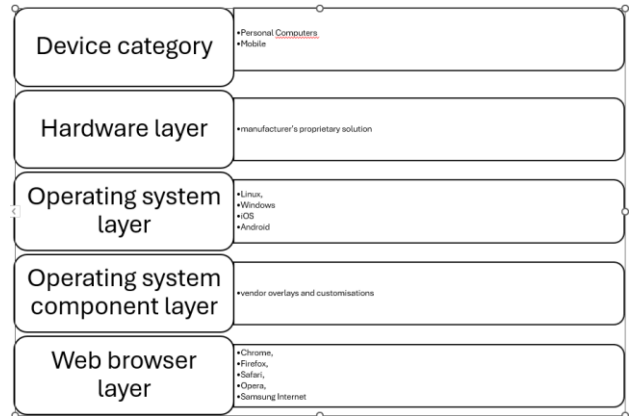 Device category
•Personal Computers
•Mobile
Hardware layer
•manufacturer's proprietary solution
Operating system
layer
•Linux,
•Windows
•iOS
•Android
Operating system
component layer
•vendor overlays and customisations
Web browser
layer
•Chrome,
•Firefox,
•Safari,
•Opera,
•Samsung Internet